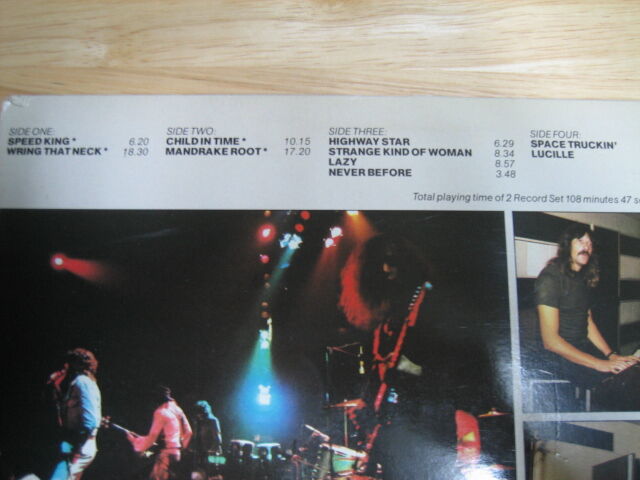 SIDE ONE:
SPEED KING * 6.20
WRING THAT NECK * 18.30
SIDE TWO:
CHILD IN TIME * 10.15
MANDRAKE ROOT * 17.20
SIDE THREE:
HIGHWAY STAR 6.29
STRANGE KIND OF WOMAN 8.34
LAZY 8.57
NEVER BEFORE 3.48
SIDE FOUR:
SPACE TRUCKIN'
LUCILLE
Total playing time of 2 Record Set 108 minutes 47 s